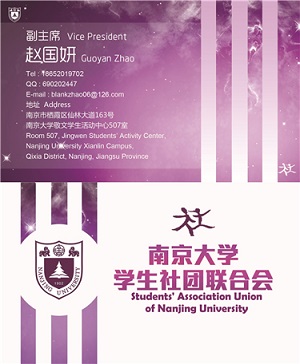 副主席 Vice President
赵国妍 Guoyan Zhao
Tel : 18652019702
QQ : 690202447
E-mail : blankzhao06@126.com
地址 Address
南京市栖霞区仙林大道163号
南京大学敬文学生活动中心507室
Room 507, Jingwen Students' Activity Center,
Nanjing University Xianlin Campus,
Qixia District, Nanjing, Jiangsu Province
NANJING UNIVERSITY
1902
南京大学
学生社团联合会
Students' Association Union
of Nanjing University